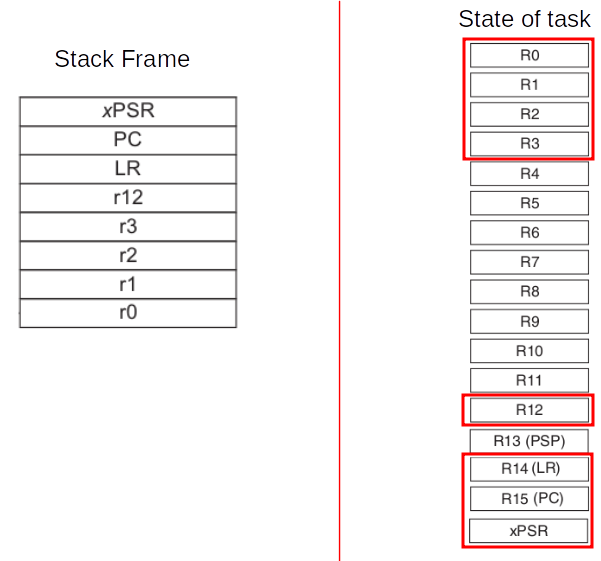 Stack Frame
xPSR
PC
LR
r12
r3
r2
r1
r0
State of task
R0
R1
R2
R3
R4
R5
R6
R7
R8
R9
R10
R11
R12
R13 (PSP)
R14 (LR)
R15 (PC)
xPSR